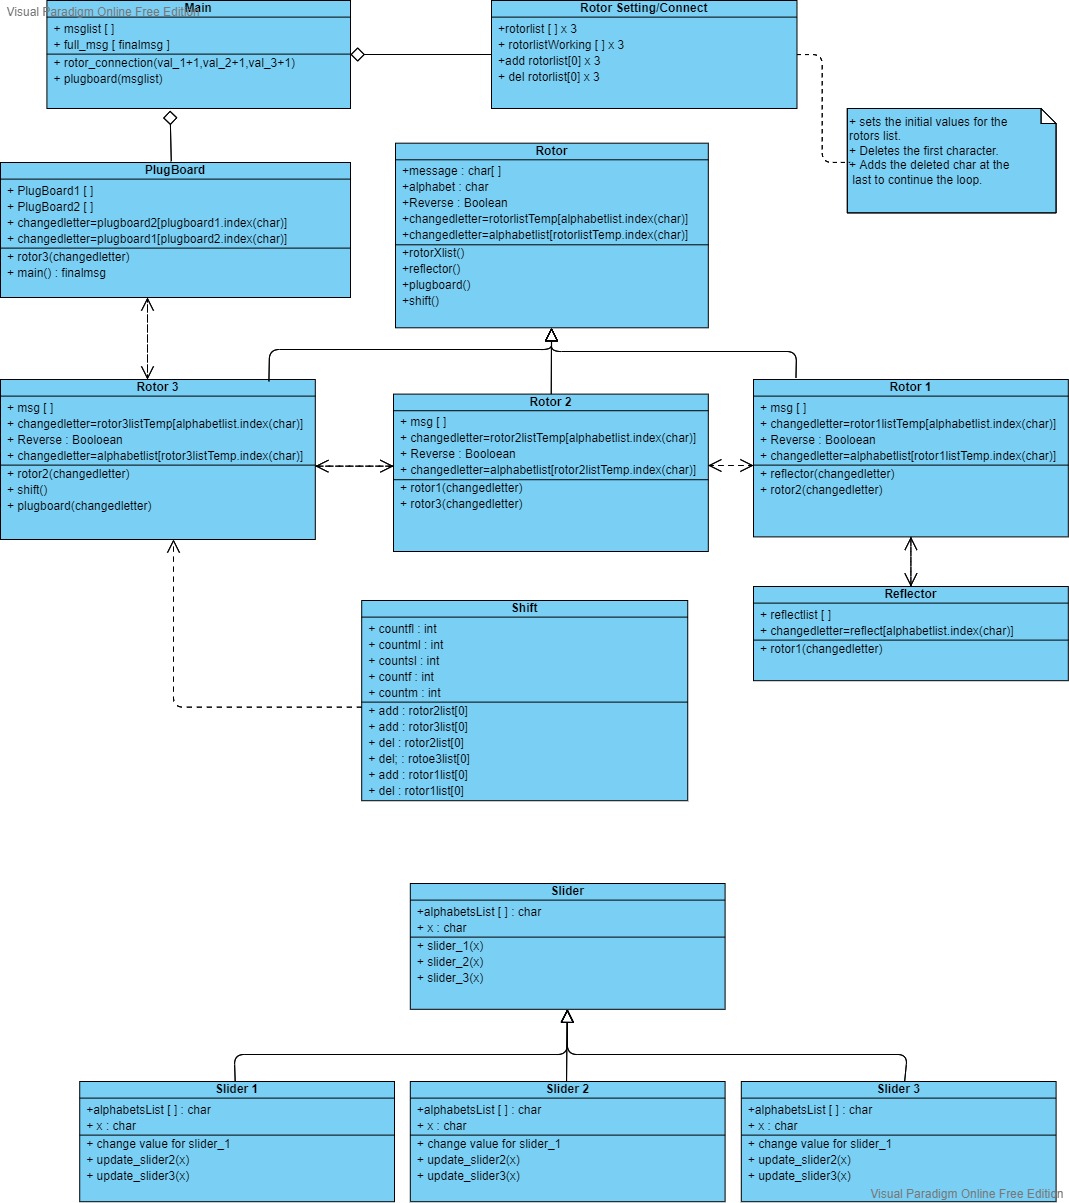 Visual Paradigm Online Free Edition
Main
+ msglist [ ]
+ full_msg [ finalmsg ]
+ rotor_connection(val_1+1,val_2+1,val_3+1)
+ plugboard(msglist)
Rotor Setting/Connect
+rotorlist [ ] x 3
+ rotorlistWorking [ ] x 3
+add rotorlist[0] x 3
+ del rotorlist[0] x 3
+ sets the initial values for the
rotors list.
+ Deletes the first character.
+ Adds the deleted char at the
last to continue the loop.
PlugBoard
+ PlugBoard1 [ ]
+ PlugBoard2 [ ]
+ changedletter=plugboard2[plugboard1.index(char)]
+ changedletter=plugboard1[plugboard2.index(char)]
+ rotor3(changedletter)
+ main() : finalmsg
Rotor
+message : char[ ]
+alphabet : char
+Reverse : Boolean
+changedletter=rotorlistTemp[alphabetlist.index(char)]
+changedletter=alphabetlist[rotorlistTemp.index(char)]
+rotorXlist()
+reflector()
+plugboard()
+shift()
Rotor 3
+ msg [ ]
+ changedletter=rotor3listTemp[alphabetlist.index(char)]
+ Reverse : Booloean
+ changedletter=alphabetlist[rotor3listTemp.index(char)]
+ rotor2(changedletter)
+ shift()
+ plugboard(changedletter)
Rotor 2
+ msg [ ]
+ changedletter=rotor2listTemp[alphabetlist.index(char)]
+ Reverse : Booloean
+ changedletter=alphabetlist[rotor2listTemp.index(char)]
+ rotor1(changedletter)
+ rotor3(changedletter)
Rotor 1
+ msg [ ]
+ changedletter=rotor1listTemp[alphabetlist.index(char)]
+ Reverse : Booloean
+ changedletter=alphabetlist[rotor1listTemp.index(char)]
+ reflector(changedletter)
+ rotor2(changedletter)
Reflector
+ reflectlist [ ]
+ changedletter=reflect[alphabetlist.index(char)]
+ rotor1(changedletter)
Shift
+ countfl : int
+ countml : int
+ countsl : int
+ countf : int
+ countm : int
+ add : rotor2list[0]
+ add : rotor3list[0]
+ del : rotor2list[0]
+ del; : rotoe3list[0]
+ add : rotor1list[0]
+ del : rotor1list[0]
Slider
+alphabetsList [ ] : char
+ x : char
+ slider_1(x)
+ slider_2(x)
+ slider_3(x)
Slider 1
+alphabetsList [ ] : char
+ x : char
+ change value for slider_1
+ update_slider2(x)
+ update_slider3(x)
Slider 2
+alphabetsList [ ] : char
+ x : char
+ change value for slider_1
+ update_slider2(x)
+ update_slider3(x)
Slider 3
+alphabetsList [ ] : char
+ x : char
+ change value for slider_1
+ update_slider2(x)
+ update_slider3(x)
Visual Paradigm Online Free Edition